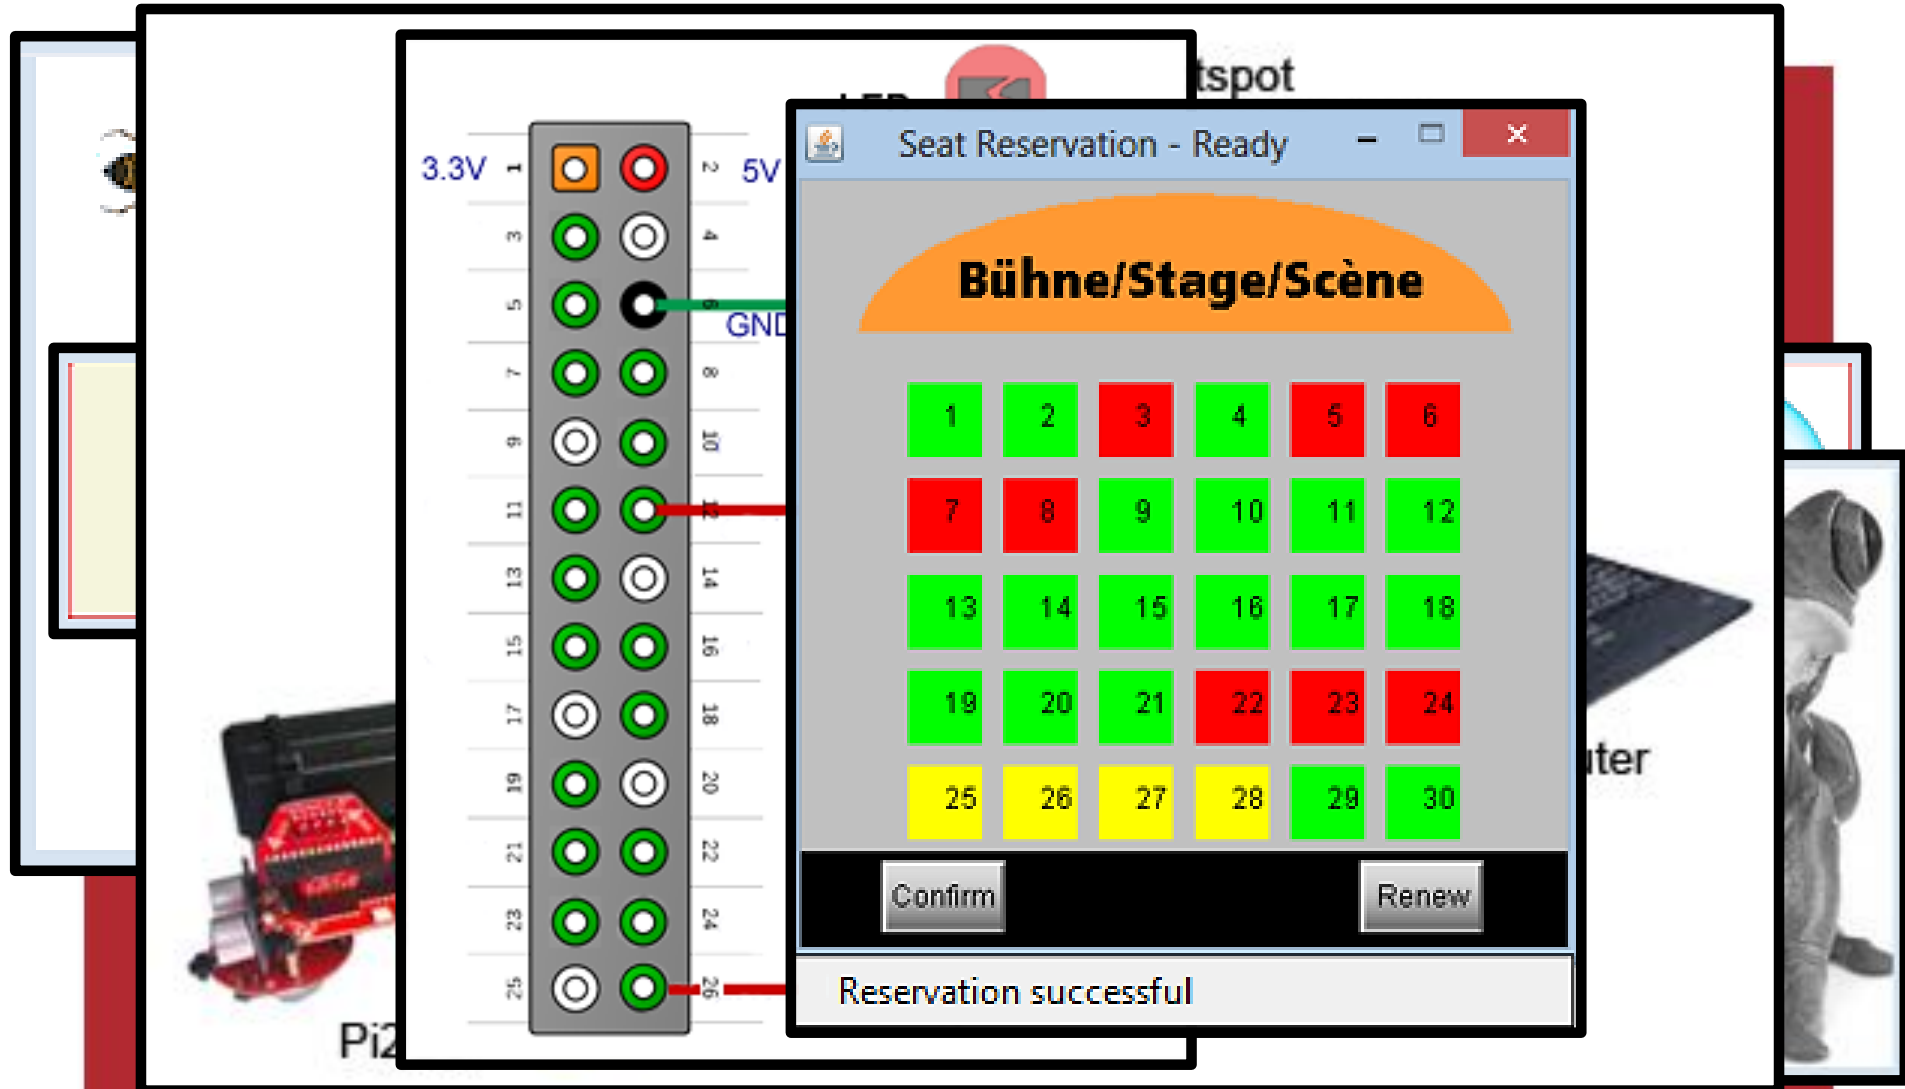 tspot
Seat Reservation - Ready
3.3V 1 2 5V
Bühne/Stage/Scène
3 4
5 6
GND
7 8
9 10
11 12
13 14
15 16
17 18
19 20
21 22
23 24
25 26
1 2 3 4 5 6
7 8 9 10 11 12
13 14 15 16 17 18
19 20 21 22 23 24
25 26 27 28 29 30
Confirm Renew
Reservation successful
uter
Pi2